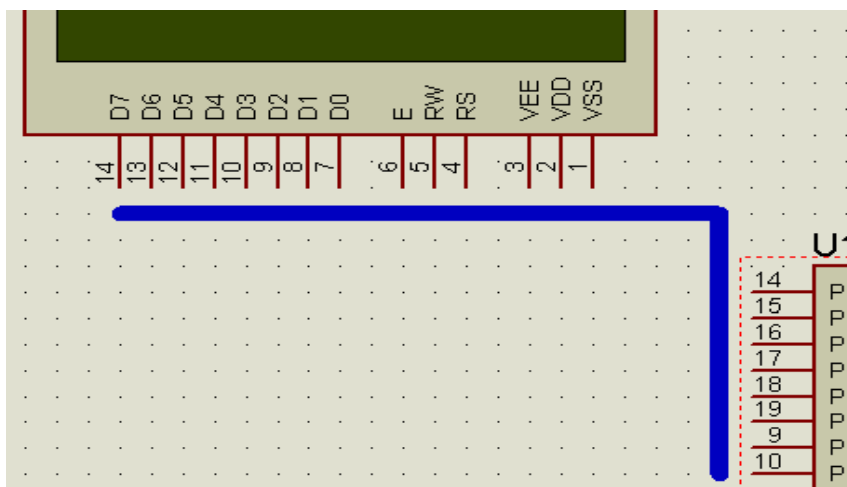 D7 D6 D5 D4 D3 D2 D1 D0 E RW RS VEE VDD VSS
14 13 12 11 10 9 8 7 6 5 4 3 2 1
14 P
15 P
16 P
17 P
18 P
19 P
9 P
10 P